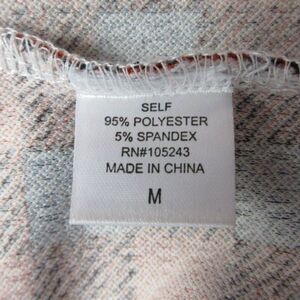 SELF
95% POLYESTER
5% SPANDEX
RN#105243
MADE IN CHINA
M